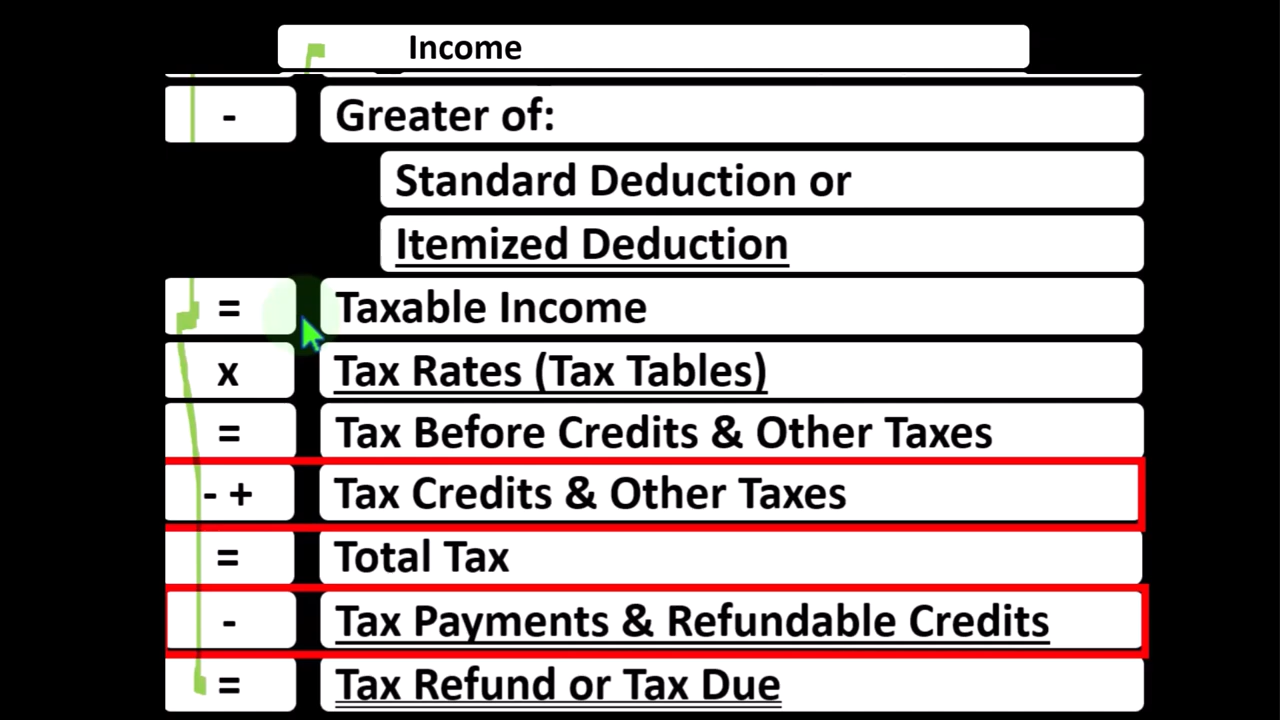 Income
- Greater of:
Standard Deduction or
Itemized Deduction
= Taxable Income
x Tax Rates (Tax Tables)
= Tax Before Credits & Other Taxes
- + Tax Credits & Other Taxes
= Total Tax
- Tax Payments & Refundable Credits
= Tax Refund or Tax Due